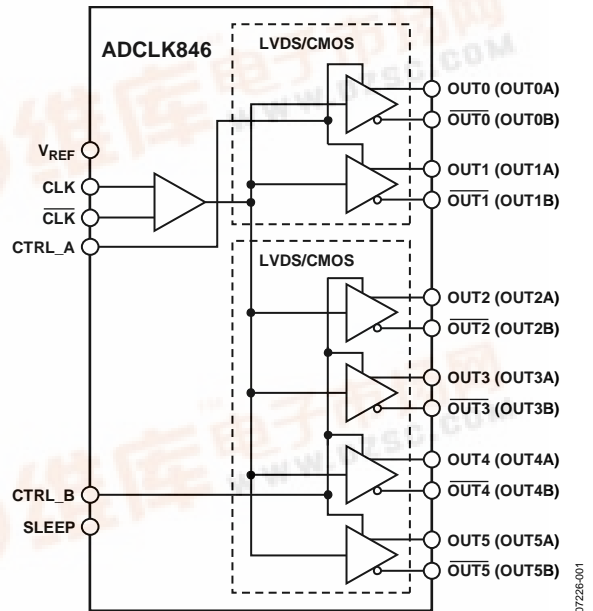 ADCLK846
LVDS/CMOS
OUT0 (OUT0A)
OUT0 (OUT0B)
VREF
CLK
CLK
CTRL_A
OUT1 (OUT1A)
OUT1 (OUT1B)
LVDS/CMOS
OUT2 (OUT2A)
OUT2 (OUT2B)
OUT3 (OUT3A)
OUT3 (OUT3B)
OUT4 (OUT4A)
OUT4 (OUT4B)
CTRL_B
SLEEP
OUT5 (OUT5A)
OUT5 (OUT5B)
07226-001